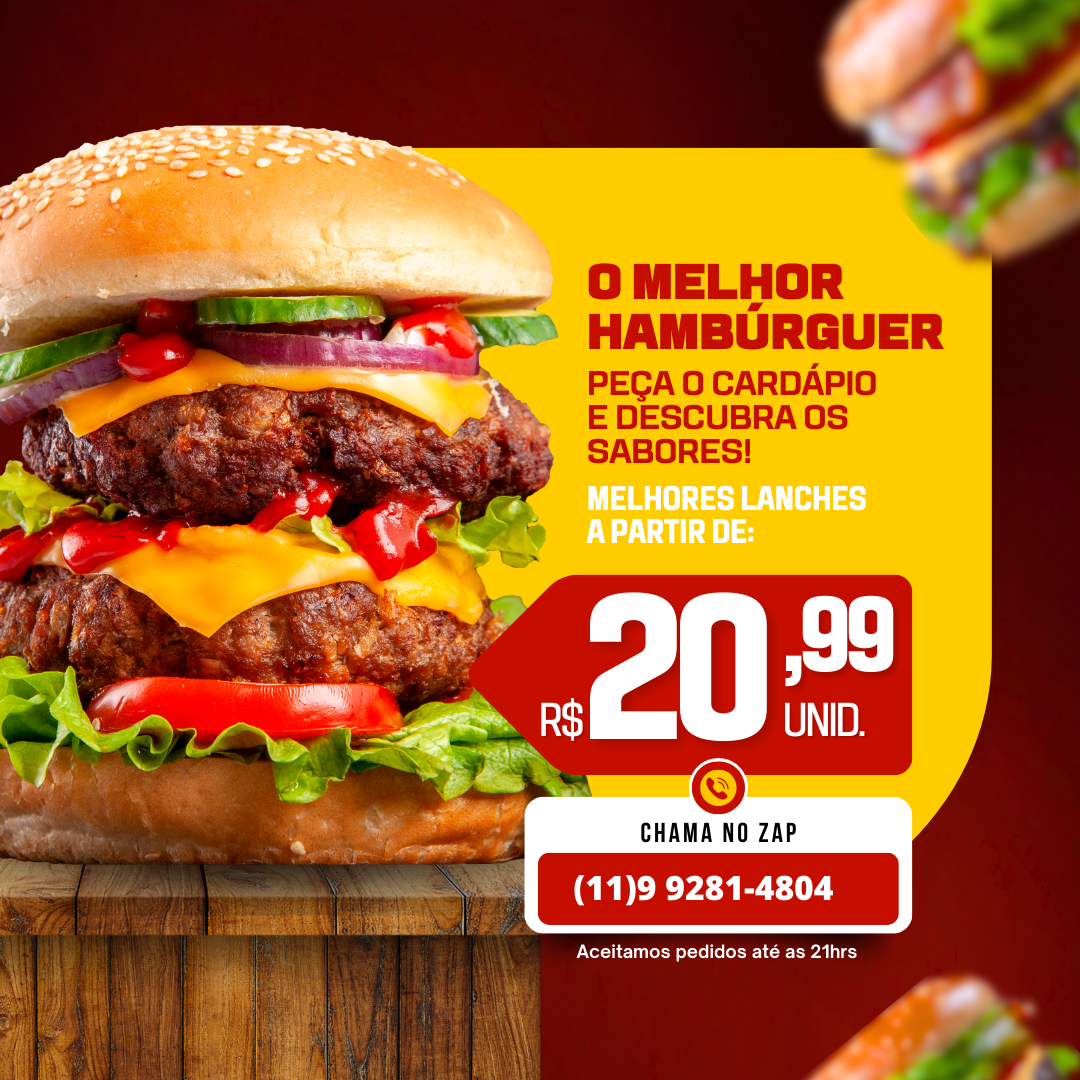 O MELHOR
HAMBÚRGUER
PEÇA O CARDÁPIO
E DESCUBRA OS
SABORES!
MELHORES LANCHES
A PARTIR DE:
R$ 20,99
UNID.
CHAMA NO ZAP
(11)9 9281-4804
Aceitamos pedidos até as 21hrs